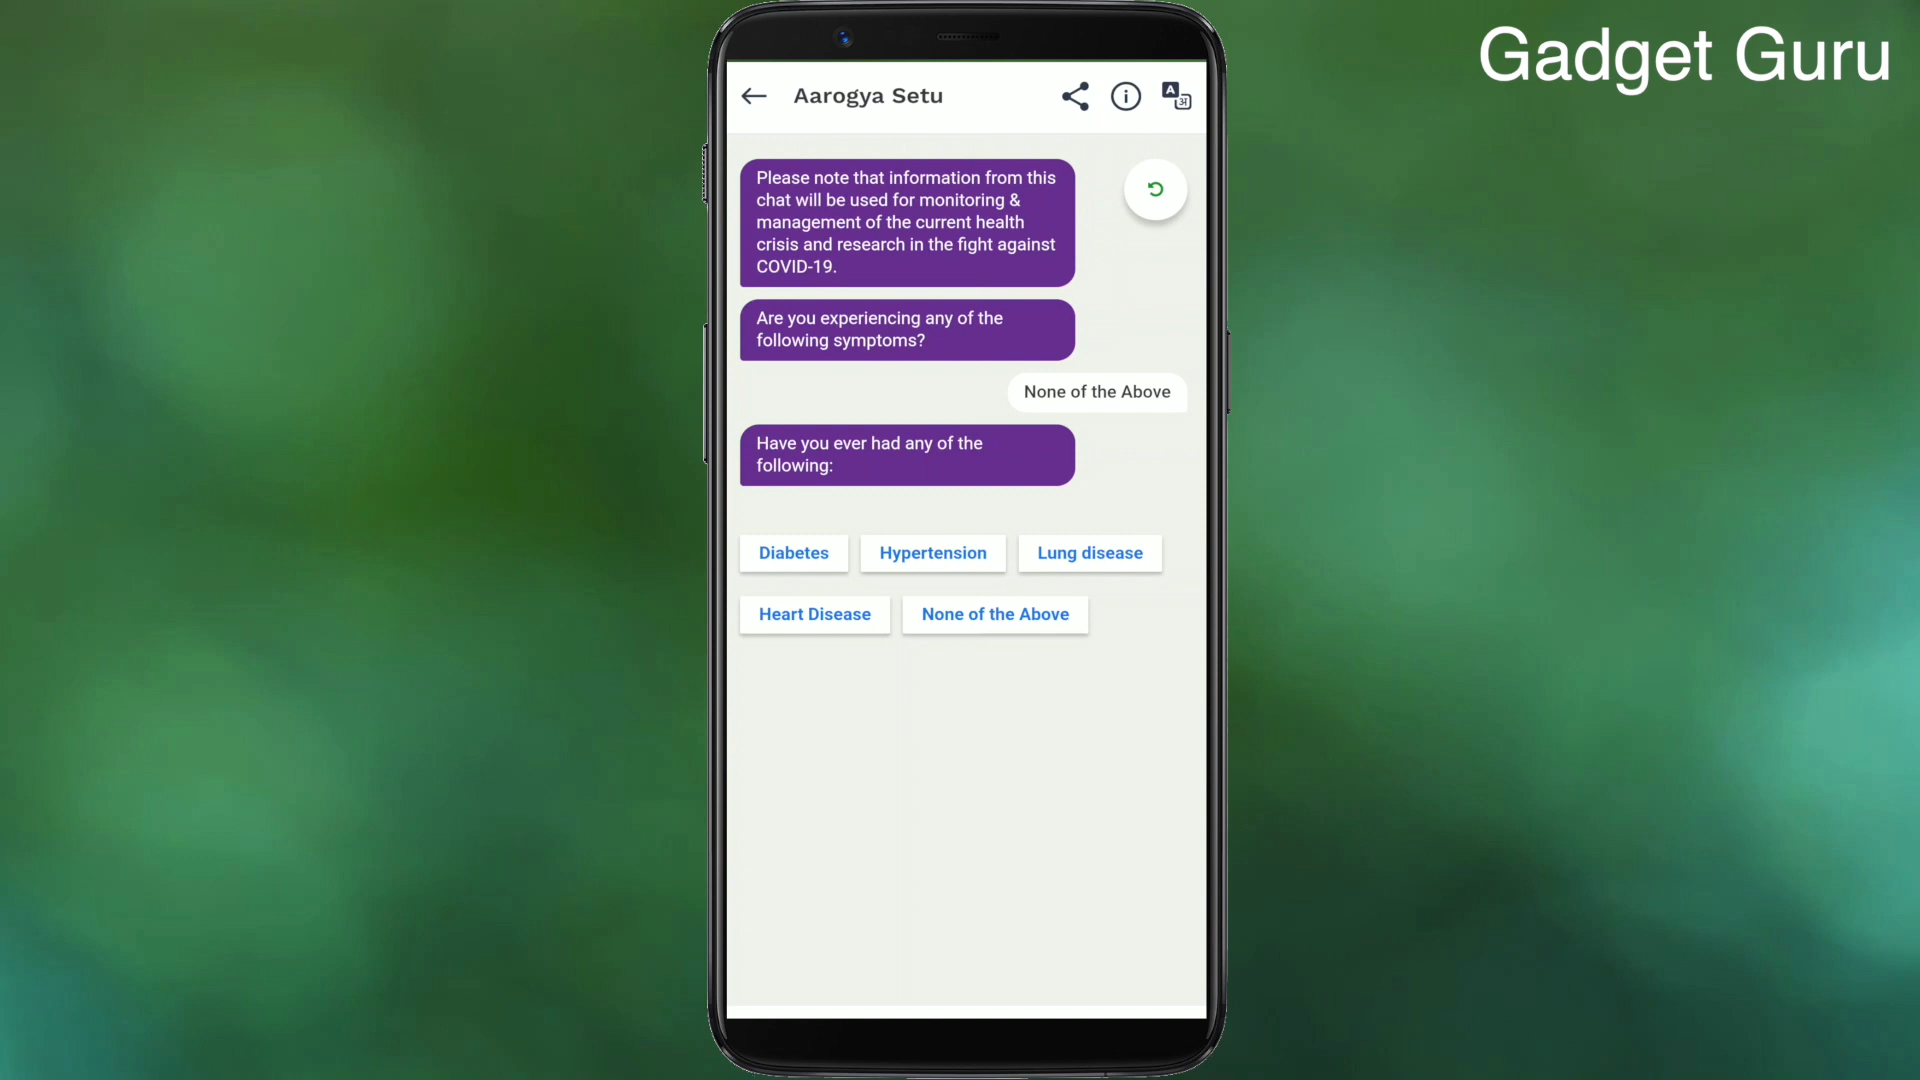 Gadget Guru
Aarogya Setu
Please note that information from this
chat will be used for monitoring &
management of the current health
crisis and research in the fight against
COVID-19.
Are you experiencing any of the
following symptoms?
None of the Above
Have you ever had any of the
following:
Diabetes Hypertension Lung disease
Heart Disease None of the Above